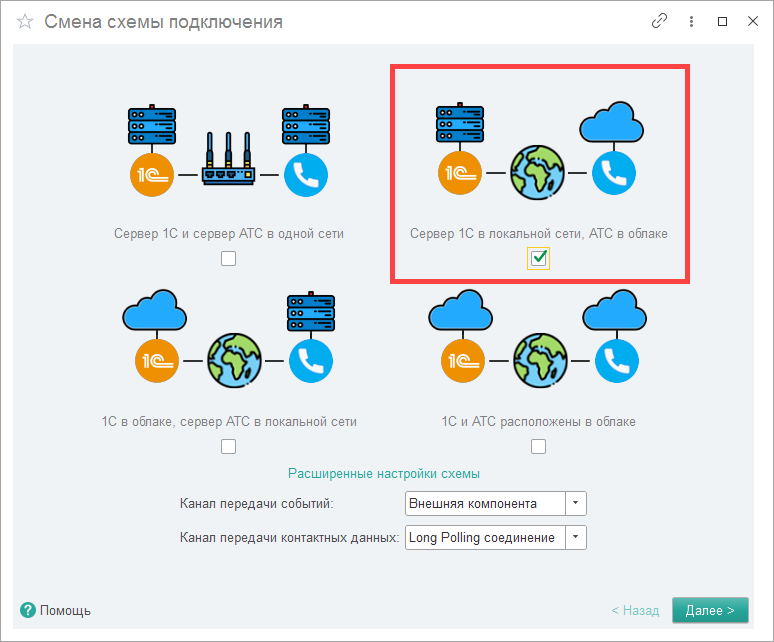 Смена схемы подключения
1С
1С
Сервер 1С и сервер АТС в одной сети
Сервер 1С в локальной сети, АТС в облаке
1С
1С
1С в облаке, сервер АТС в локальной сети
1С и АТС расположены в облаке
Расширенные настройки схемы
Канал передачи событий: Внешняя компонента
Канал передачи контактных данных: Long Polling соединение
? Помощь
< Назад
Далее >